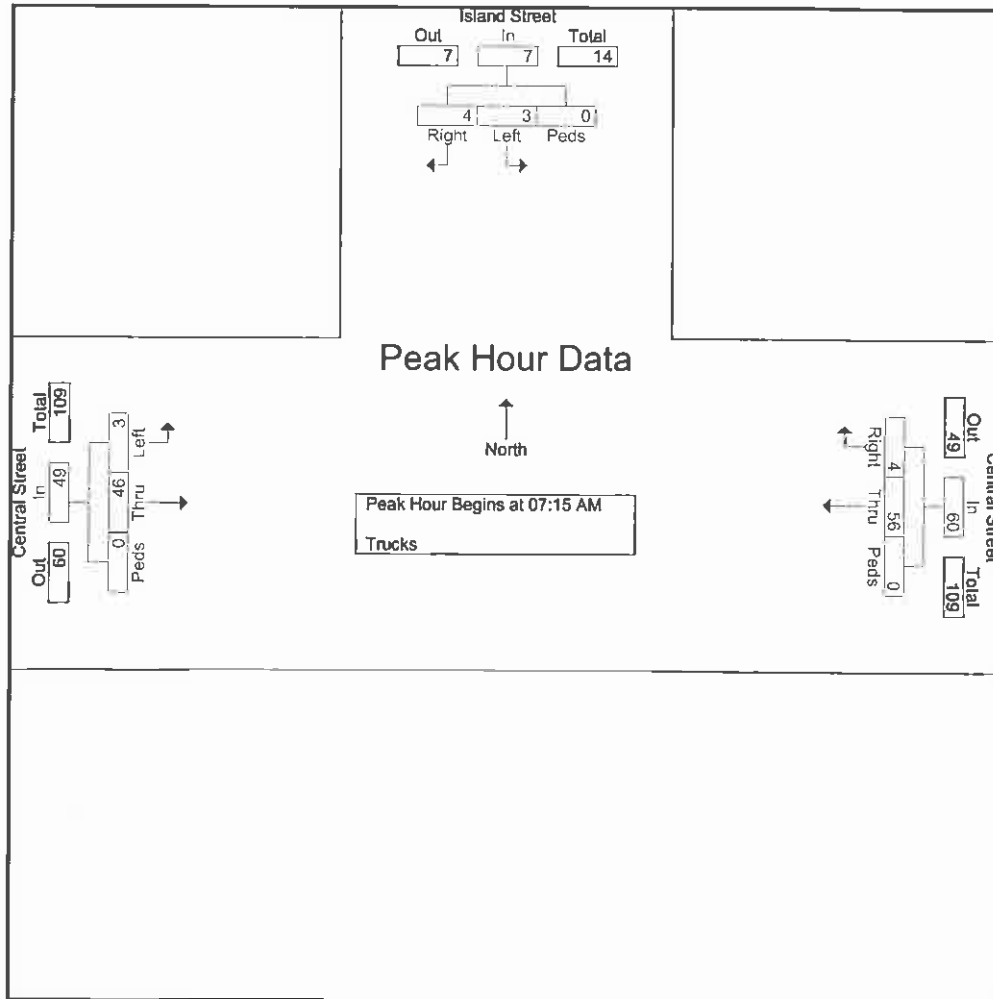 Island Street
Out In Total
7 7 14
4 3 0
Right Left Peds
Peak Hour Data
North
Peak Hour Begins at 07:15 AM
Trucks
Central Street
Total In Out
109 49 60
3 46 0
Left Thru Peds
Central Street
Out In Total
49 60 109
4 56 0
Right Thru Peds